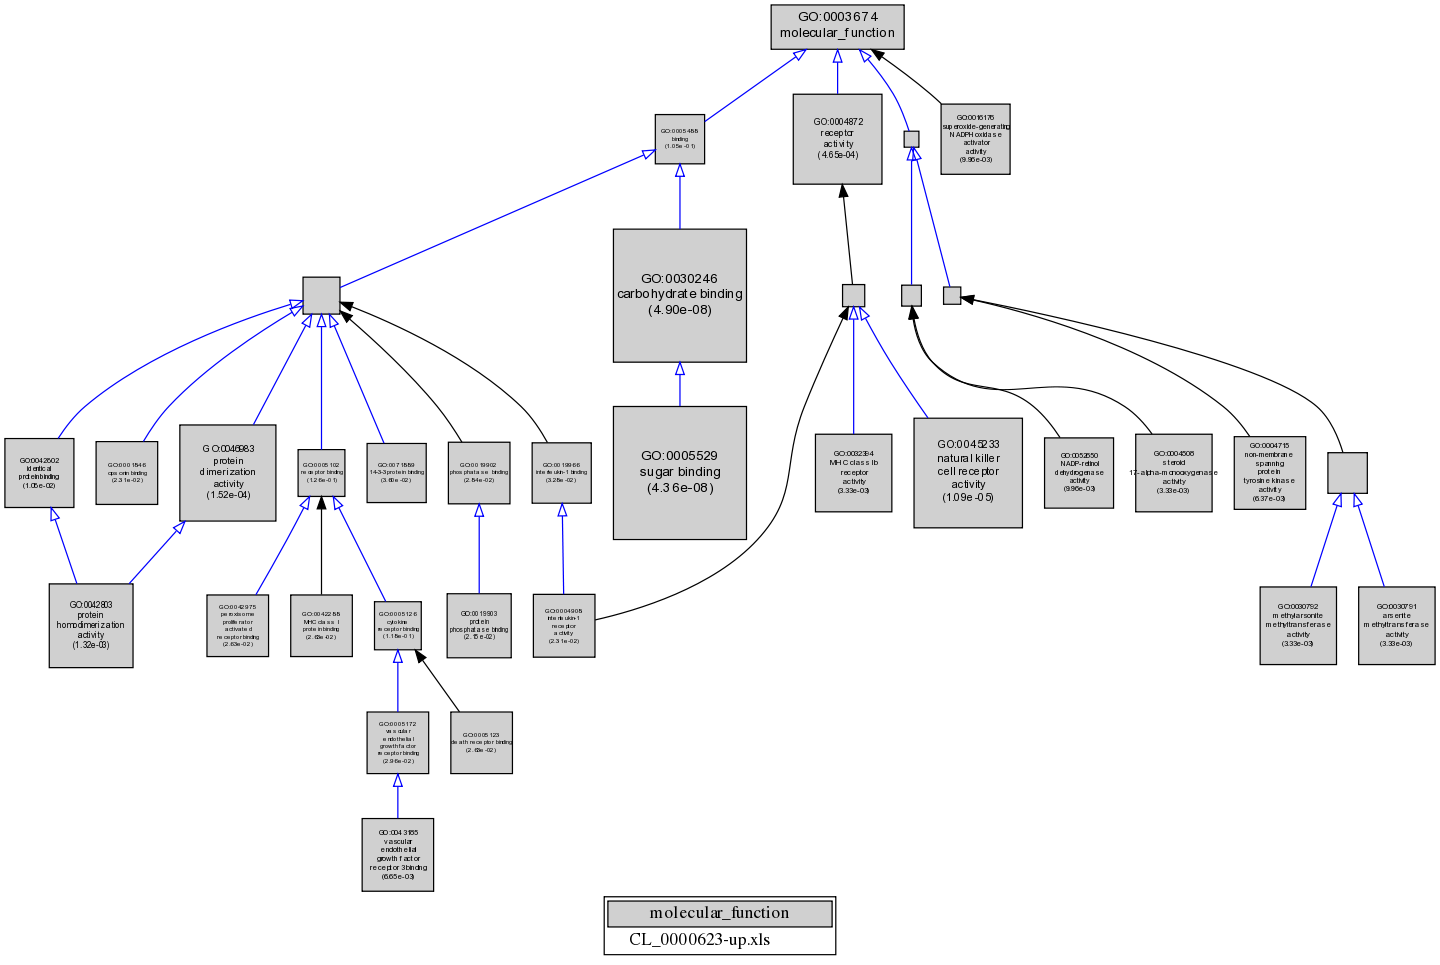 GO:0003674
molecular_function
GO:0005488
binding
(1.05e-01)
GO:0004872
receptor
activity
(4.65e-04)
GO:0016176
superoxide-generating
NADPH oxidase
activator
activity
(9.96e-03)
GO:0030246
carbohydrate binding
(4.90e-08)
GO:0005529
sugar binding
(4.36e-08)
GO:0042802
identical
protein binding
(1.05e-02)
GO:0001846
opsonin binding
(2.31e-02)
GO:0046983
protein
dimerization
activity
(1.52e-04)
GO:0005102
receptor binding
(1.26e-01)
GO:0071889
14-3-3 protein binding
(3.60e-02)
GO:0019902
phosphatase binding
(2.84e-02)
GO:0019966
interleukin-1 binding
(3.28e-02)
GO:0032394
MHC class Ib
receptor
activity
(3.33e-03)
GO:0045233
natural killer
cell receptor
activity
(1.09e-05)
GO:0052650
NADP-retinol
dehydrogenase
activity
(9.96e-03)
GO:0004508
steroid
17-alpha-monooxygenase
activity
(3.33e-03)
GO:0004715
non-membrane
spanning
protein
tyrosine kinase
activity
(6.37e-03)
GO:0042803
protein
homodimerization
activity
(1.32e-03)
GO:0042975
peroxisome
proliferator
activated
receptor binding
(2.63e-02)
GO:0042288
MHC class I
protein binding
(2.63e-02)
GO:0005126
cytokine
receptor binding
(1.18e-01)
GO:0019903
protein
phosphatase binding
(2.15e-02)
GO:0004908
interleukin-1
receptor
activity
(2.31e-02)
GO:0030792
methylarsonite
methyltransferase
activity
(3.33e-03)
GO:0030791
arsenite
methyltransferase
activity
(3.33e-03)
GO:0005172
vascular
endothelial
growth factor
receptor binding
(2.96e-02)
GO:0005123
death receptor binding
(2.63e-02)
GO:0043185
vascular
endothelial
growth factor
receptor 3 binding
(6.65e-03)
molecular_function
CL_0000623-up.xls